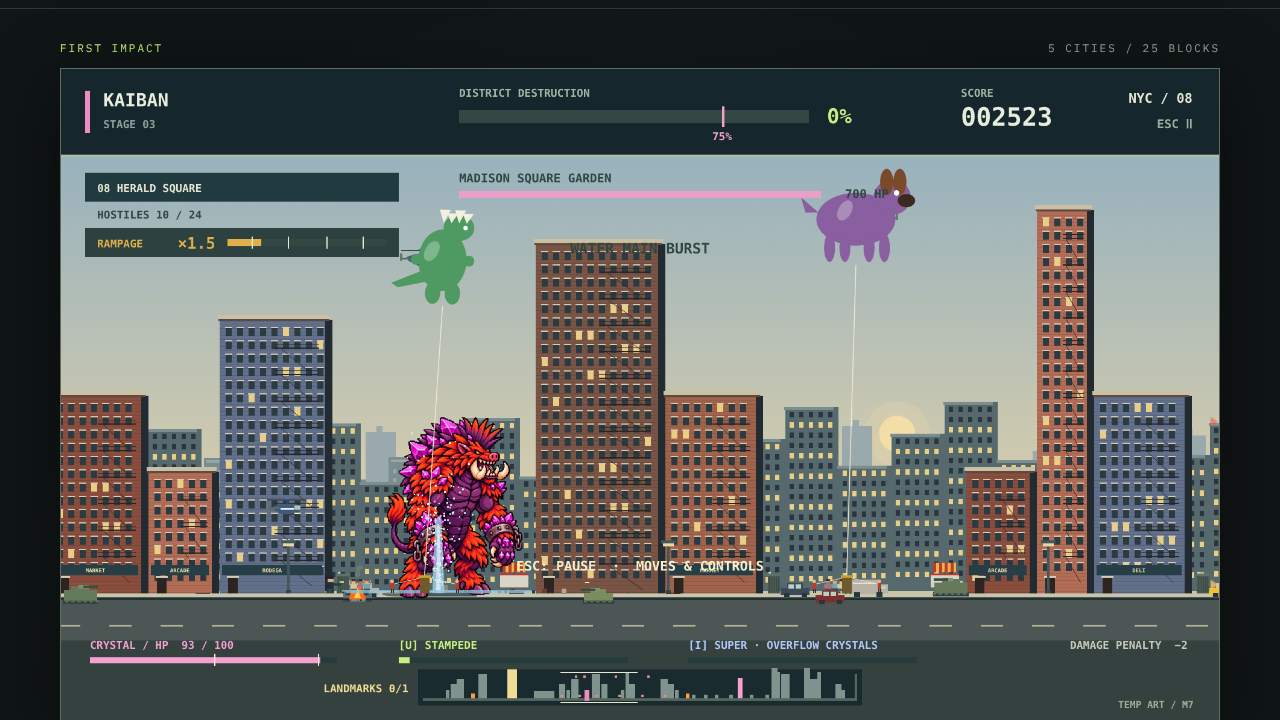 FIRST IMPACT
5 CITIES / 25 BLOCKS
KAIBAN
STAGE 03
DISTRICT DESTRUCTION
0%
75%
SCORE
002523
NYC / 08
ESC II
08 HERALD SQUARE
HOSTILES 10 / 24
RAMPAGE ×1.5
MADISON SQUARE GARDEN
700 HP
WATER MAIN BURST
MARKET
ARCADE
BODEGA
ARCADE
DELI
ESC: PAUSE · MOVES & CONTROLS
CRYSTAL / HP 93 / 100
[U] STAMPEDE
[I] SUPER · OVERFLOW CRYSTALS
DAMAGE PENALTY −2
LANDMARKS 0/1
TEMP ART / M7